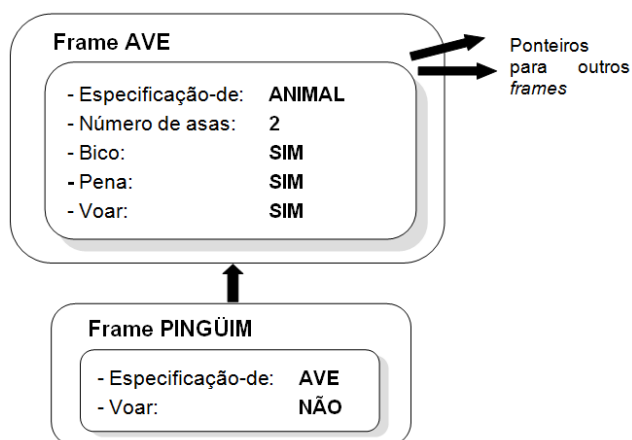 Frame AVE
- Especificação-de: ANIMAL
- Número de asas: 2
- Bico: SIM
- Pena: SIM
- Voar: SIM
Ponteiros
para outros
frames
Frame PINGÜIM
- Especificação-de: AVE
- Voar: NÃO